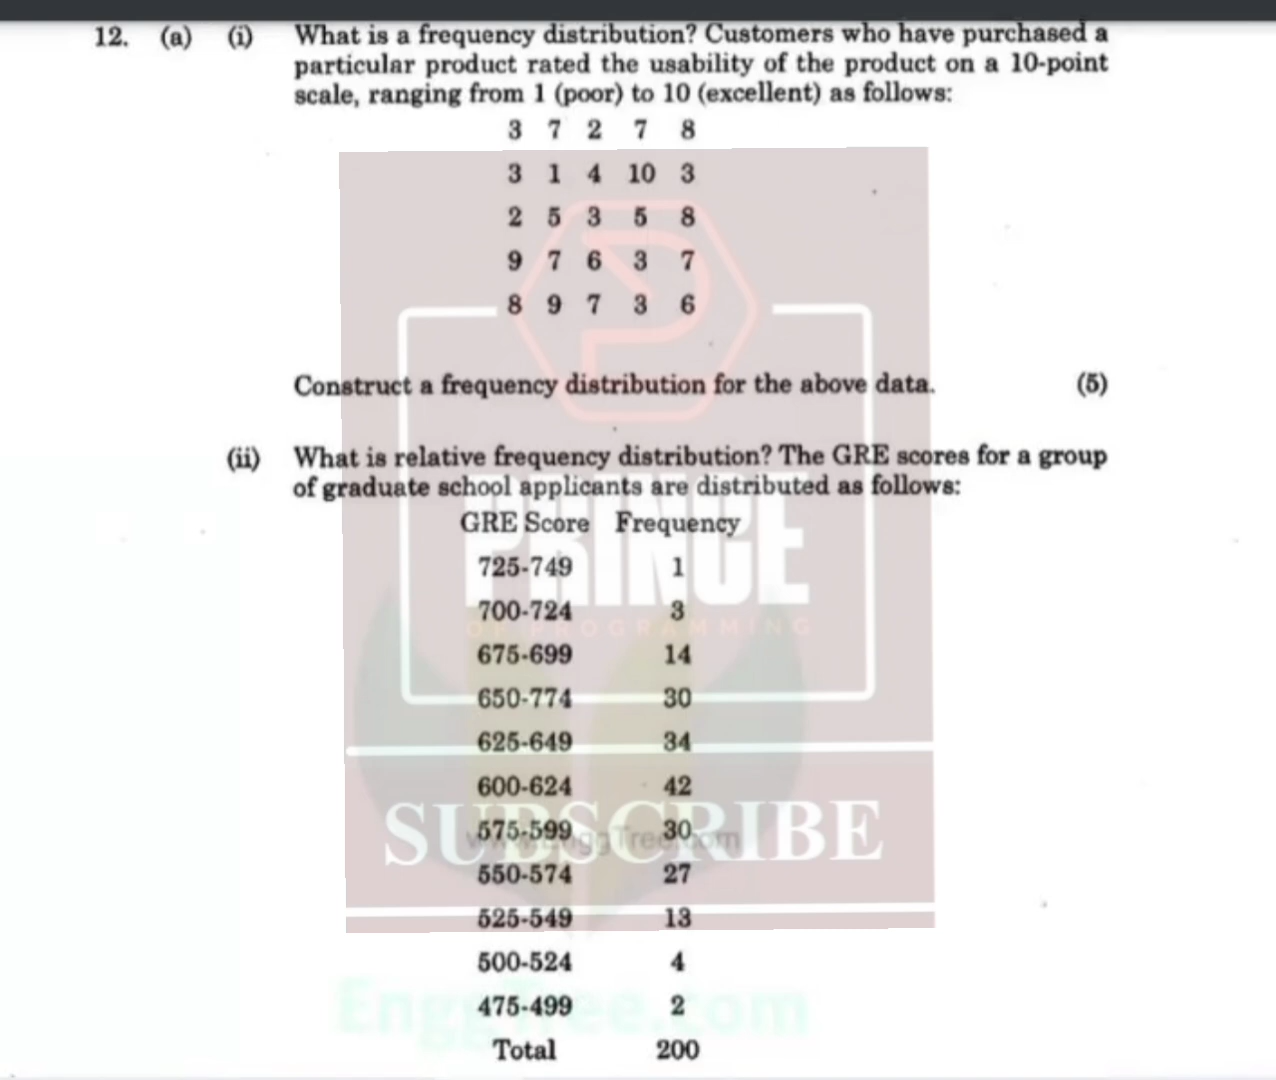 12. (a) (i) What is a frequency distribution? Customers who have purchased a
particular product rated the usability of the product on a 10-point
scale, ranging from 1 (poor) to 10 (excellent) as follows:
3 7 2 7 8
3 1 4 10 3
2 5 3 5 8
9 7 6 3 7
8 9 7 3 6
Construct a frequency distribution for the above data. (5)
(ii) What is relative frequency distribution? The GRE scores for a group
of graduate school applicants are distributed as follows:
GRE Score Frequency
PRINCE
725-749 1
700-724 3
OF PROGRAMMING
675-699 14
650-774 30
625-649 34
600-624 42
SUBSCRIBE
575-599 30
www.EnggTree.com
550-574 27
525-549 13
500-524 4
EnggTree.com
475-499 2
Total 200